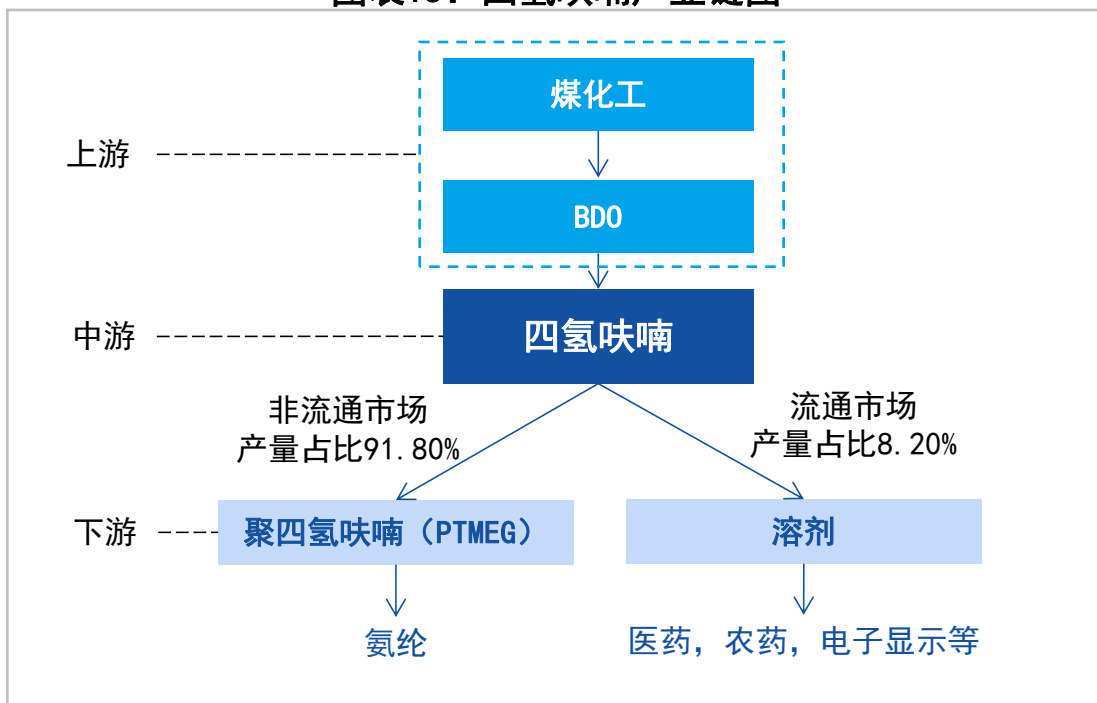 煤化工
上游
BDO
中游
四氢呋喃
非流通市场
产量占比91.80%
流通市场
产量占比8.20%
下游
聚四氢呋喃（PTMEG）
溶剂
氨纶
医药，农药，电子显示等